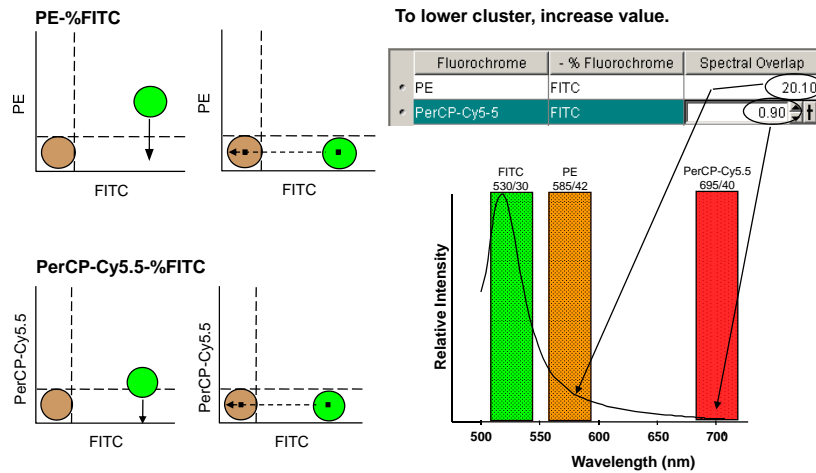 PE-%FITC
PE
FITC
PE
FITC
PerCP-Cy5.5-%FITC
PerCP-Cy5.5
FITC
PerCP-Cy5.5
FITC
To lower cluster, increase value.
Fluorochrome - % Fluorochrome Spectral Overlap
PE FITC 20.10
PerCP-Cy5-5 FITC 0.90
FITC
530/30
PE
585/42
PerCP-Cy5.5
695/40
Relative Intensity
500 550 600 650 700
Wavelength (nm)